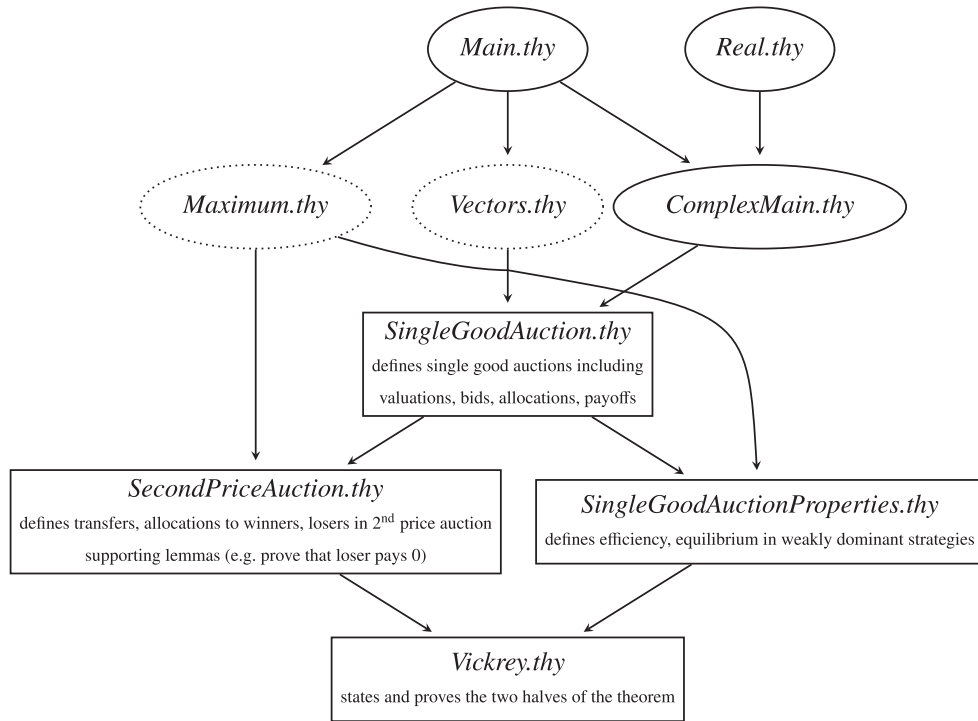 Main.thy
Real.thy
Maximum.thy
Vectors.thy
ComplexMain.thy
SingleGoodAuction.thy
defines single good auctions including
valuations, bids, allocations, payoffs
SecondPriceAuction.thy
defines transfers, allocations to winners, losers in 2nd price auction
supporting lemmas (e.g. prove that loser pays 0)
SingleGoodAuctionProperties.thy
defines efficiency, equilibrium in weakly dominant strategies
Vickrey.thy
states and proves the two halves of the theorem